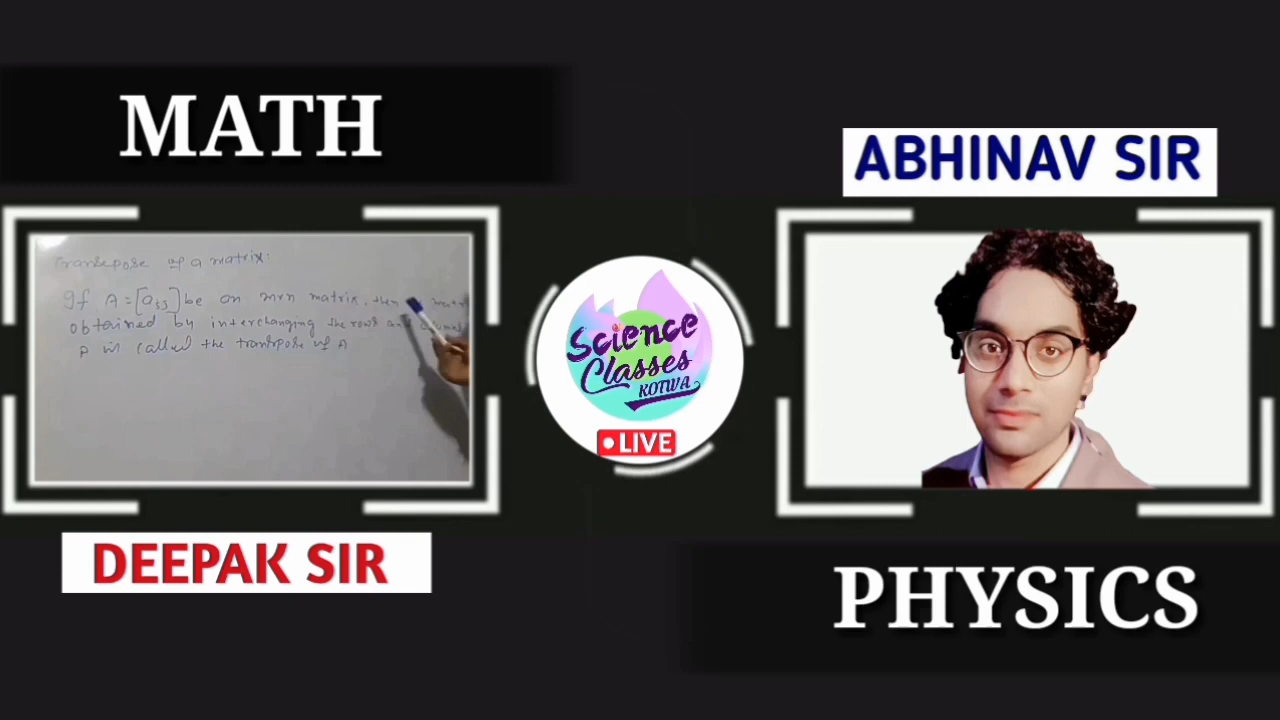 MATH
Transpose of a matrix:
If A = [aij] be an mxn matrix, then
obtained by interchanging the rows and
A is called the transpose of A
DEEPAK SIR
Science
Classes
KOTWA
LIVE
ABHINAV SIR
PHYSICS